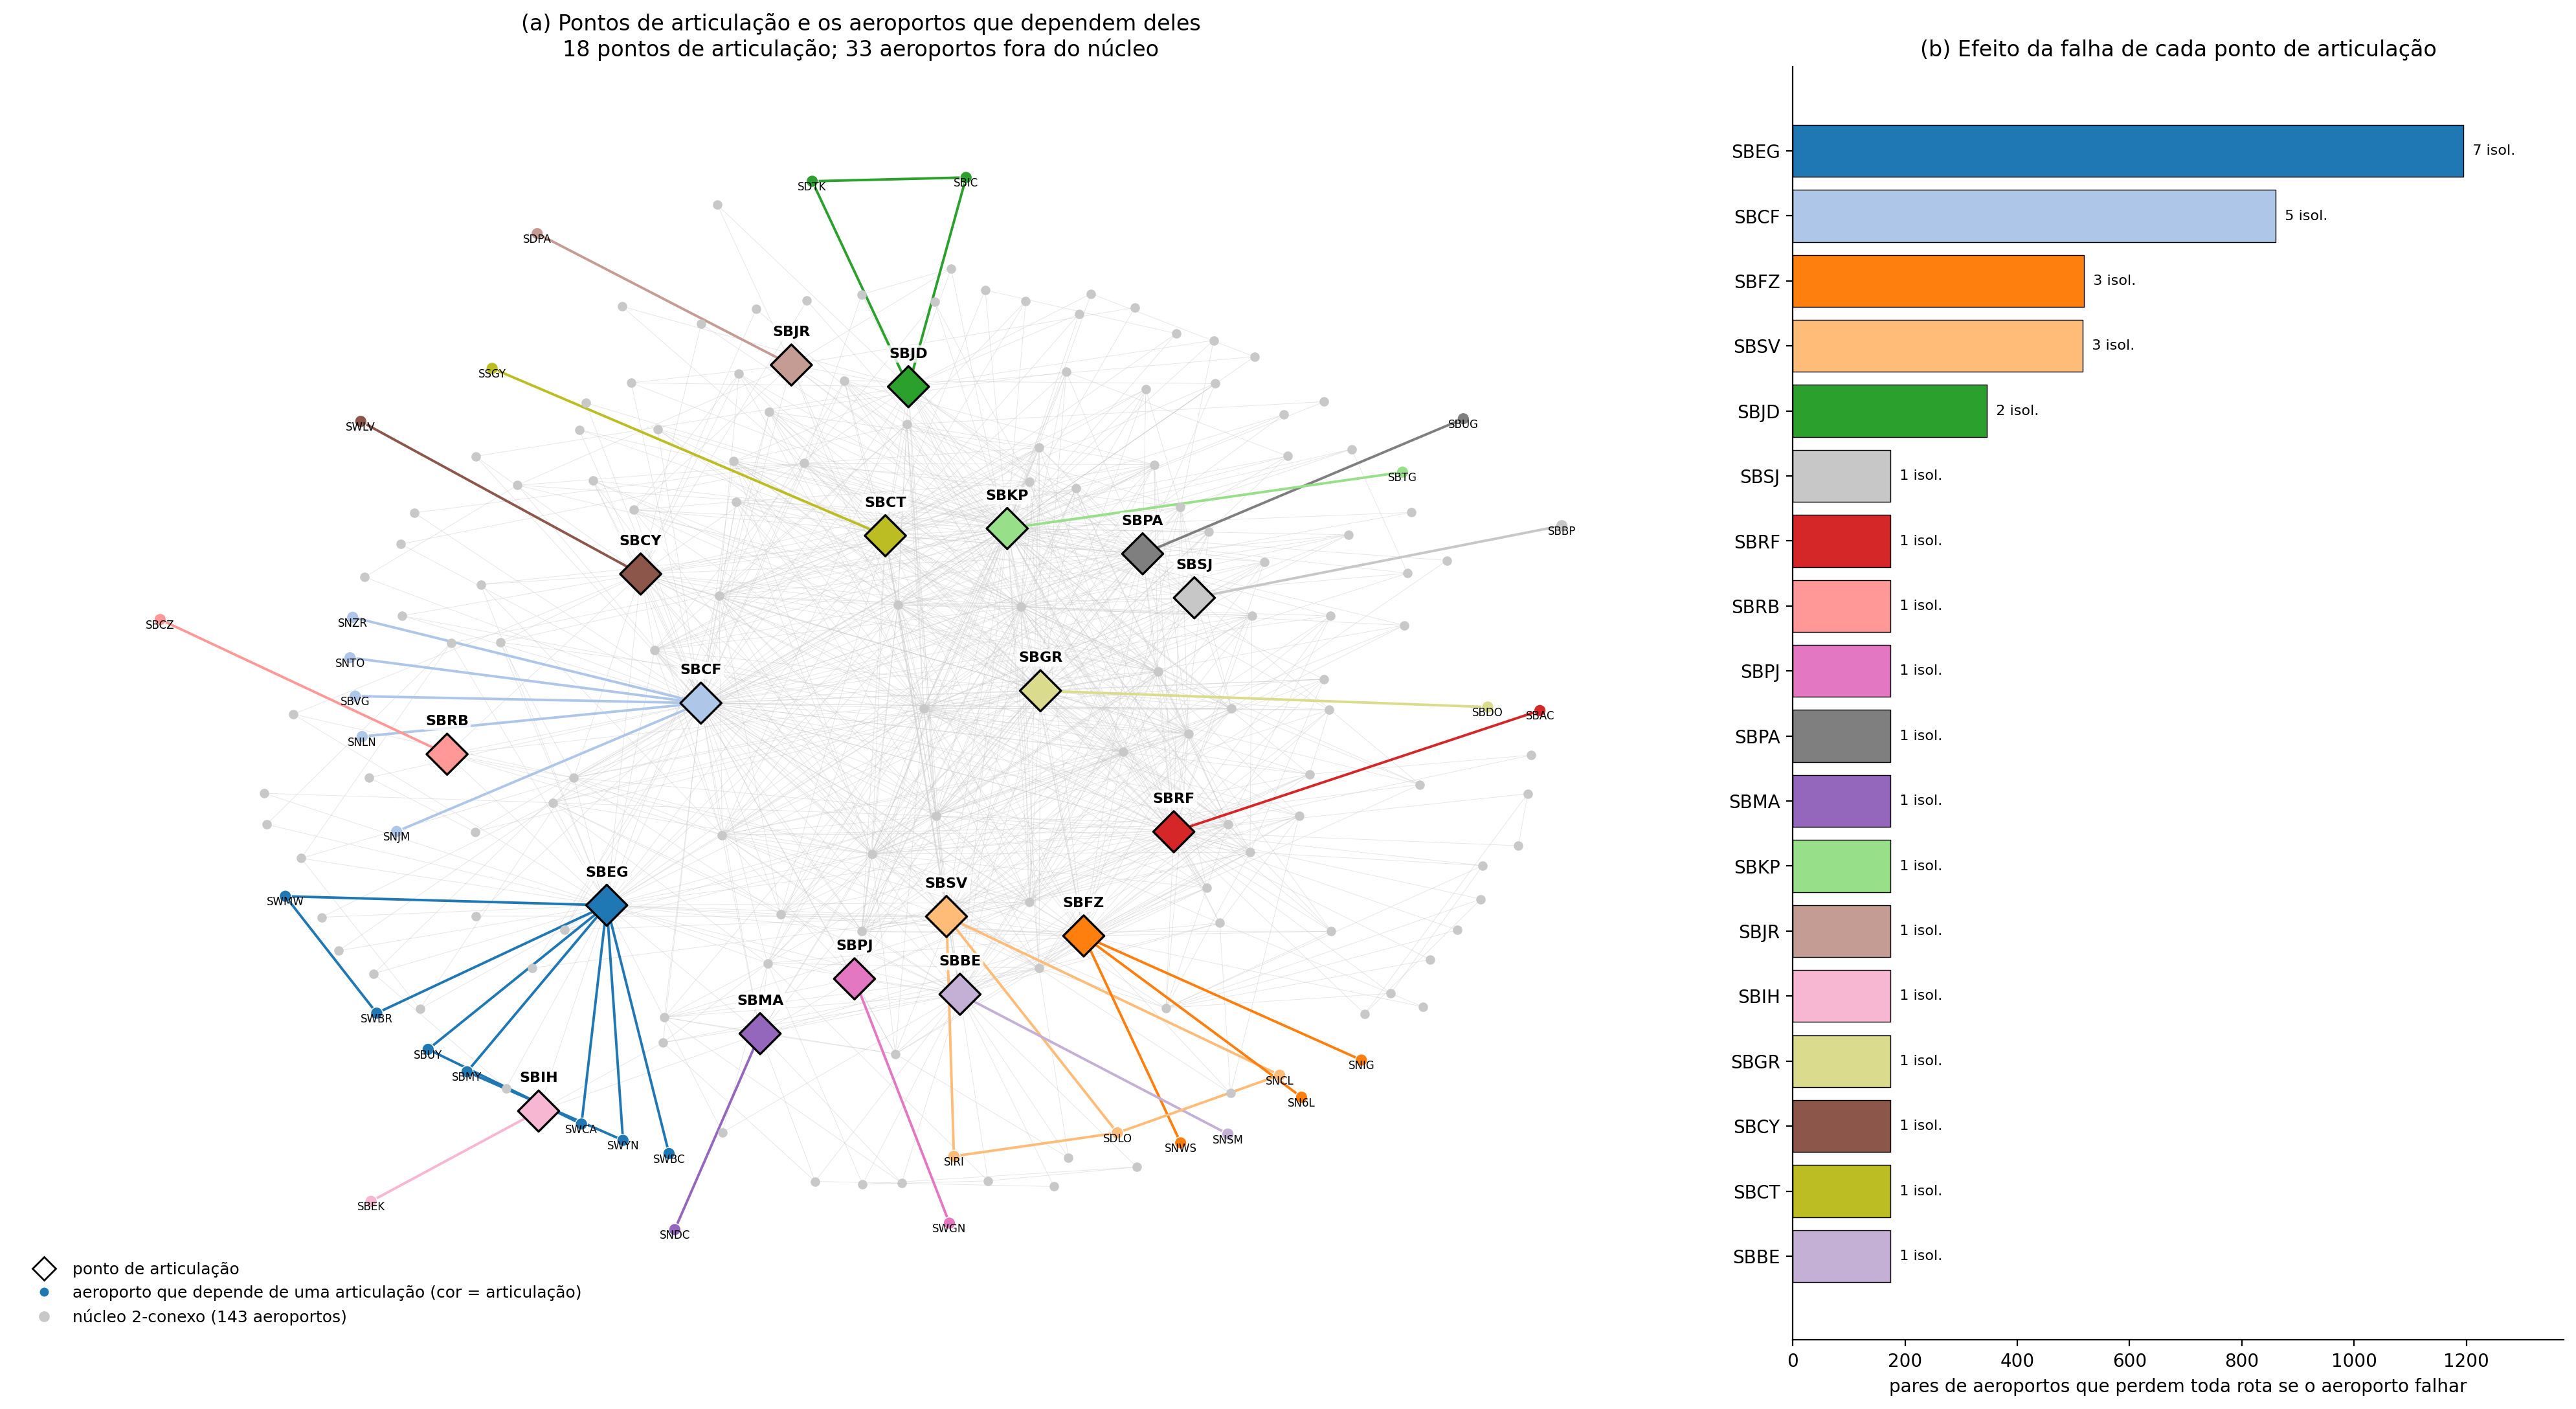 (a) Pontos de articulação e os aeroportos que dependem deles
18 pontos de articulação; 33 aeroportos fora do núcleo
SDTK
SBIC
SDPA
SBJR
SBJD
SSGY
SWLV
SBUG
SBTG
SBCT
SBKP
SBPA
SBBP
SBCY
SBSJ
SBCZ
SNZR
SNTO
SBCF
SBGR
SBVG
SBDO
SBAC
SBRB
SNLN
SBRF
SNJM
SBEG
SBSV
SBFZ
SWMW
SBPJ
SBBE
SBMA
SWBR
SBUY
SBMY
SBIH
SNIG
SNCL
SN6L
SWCA
SWYN
SWBC
SDLO
SNWS
SNSM
SIRI
SBEK
SNDC
SWGN
ponto de articulação
aeroporto que depende de uma articulação (cor = articulação)
núcleo 2-conexo (143 aeroportos)
(b) Efeito da falha de cada ponto de articulação
SBEG 7 isol.
SBCF 5 isol.
SBFZ 3 isol.
SBSV 3 isol.
SBJD 2 isol.
SBSJ 1 isol.
SBRF 1 isol.
SBRB 1 isol.
SBPJ 1 isol.
SBPA 1 isol.
SBMA 1 isol.
SBKP 1 isol.
SBJR 1 isol.
SBIH 1 isol.
SBGR 1 isol.
SBCY 1 isol.
SBCT 1 isol.
SBBE 1 isol.
0 200 400 600 800 1000 1200
pares de aeroportos que perdem toda rota se o aeroporto falhar